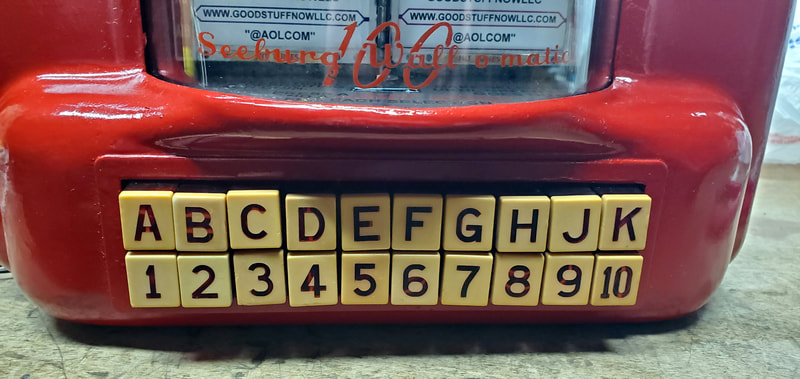 WWW.GOODSTUFFNOWLLC.COM WWW.GOODSTUFFNOWLLC.COM
"@AOLCOM" "@AOLCOM"
Seeburg 100 Wall-o-matic
A B C D E F G H J K
1 2 3 4 5 6 7 8 9 10